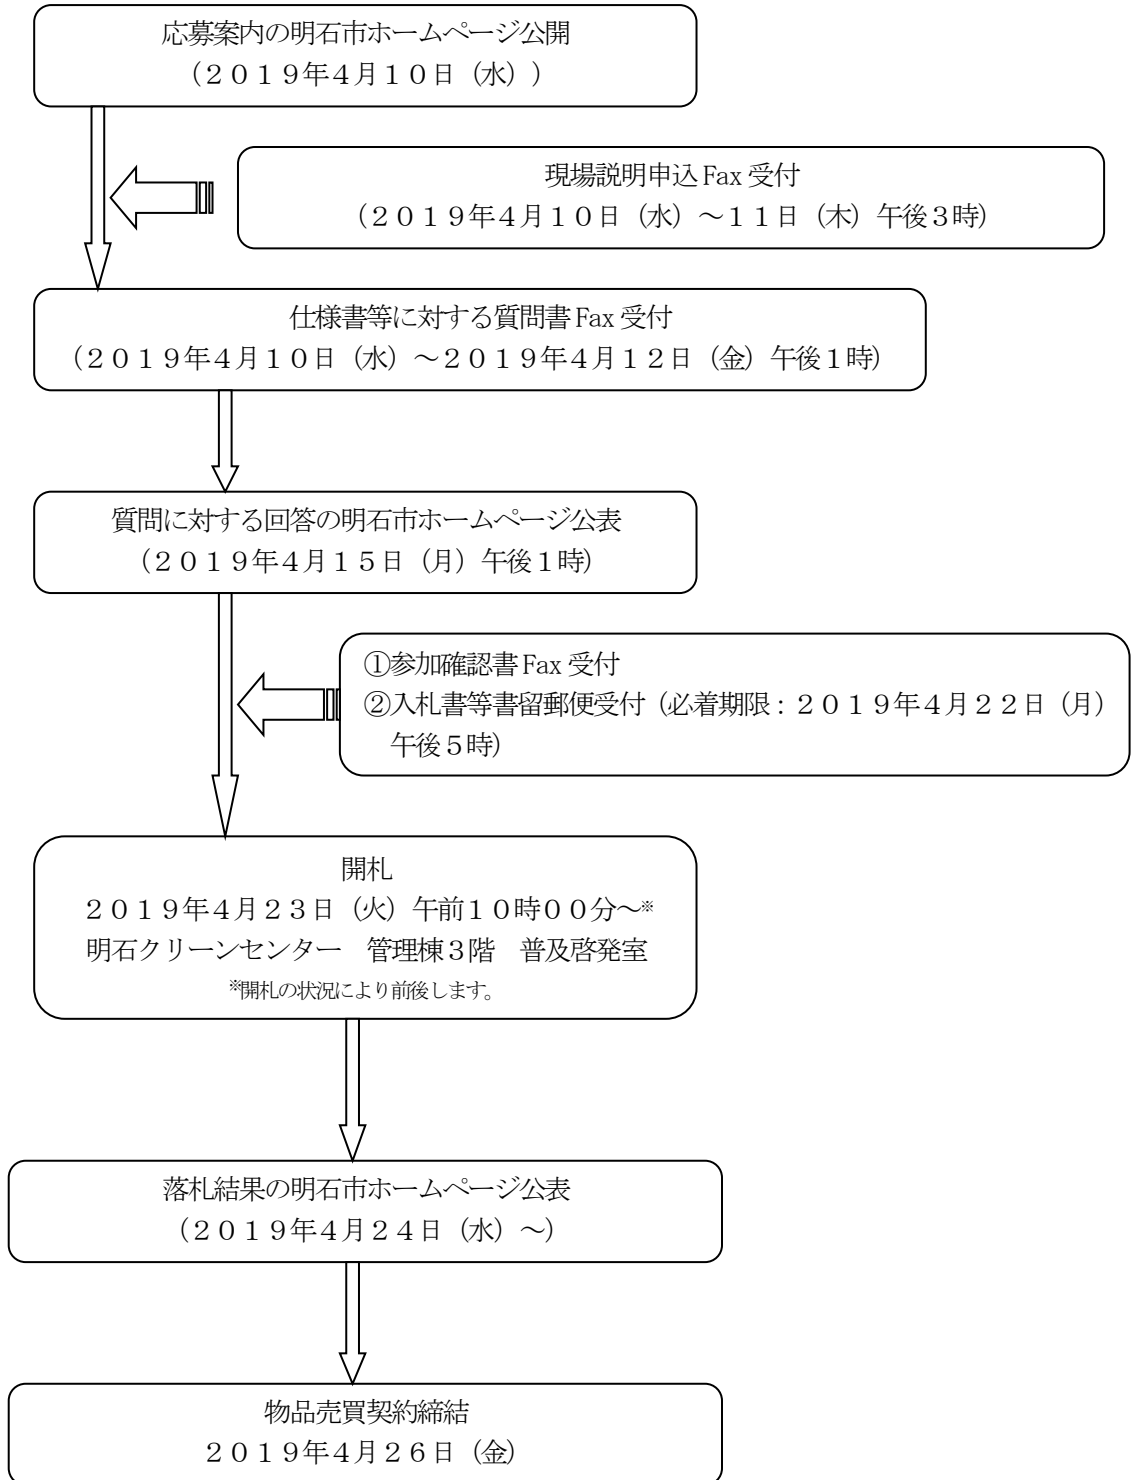 応募案内の明石市ホームページ公開
（２０１９年４月１０日（水））
現場説明申込 Fax 受付
（２０１９年４月１０日（水）～１１日（木）午後３時）
仕様書等に対する質問書 Fax 受付
（２０１９年４月１０日（水）～２０１９年４月１２日（金）午後１時）
質問に対する回答の明石市ホームページ公表
（２０１９年４月１５日（月）午後１時）
①参加確認書 Fax 受付
②入札書等書留郵便受付（必着期限：２０１９年４月２２日（月）
午後５時）
開札
２０１９年４月２３日（火）午前１０時００分～※
明石クリーンセンター　管理棟３階　普及啓発室
※開札の状況により前後します。
落札結果の明石市ホームページ公表
（２０１９年４月２４日（水）～）
物品売買契約締結
２０１９年４月２６日（金）